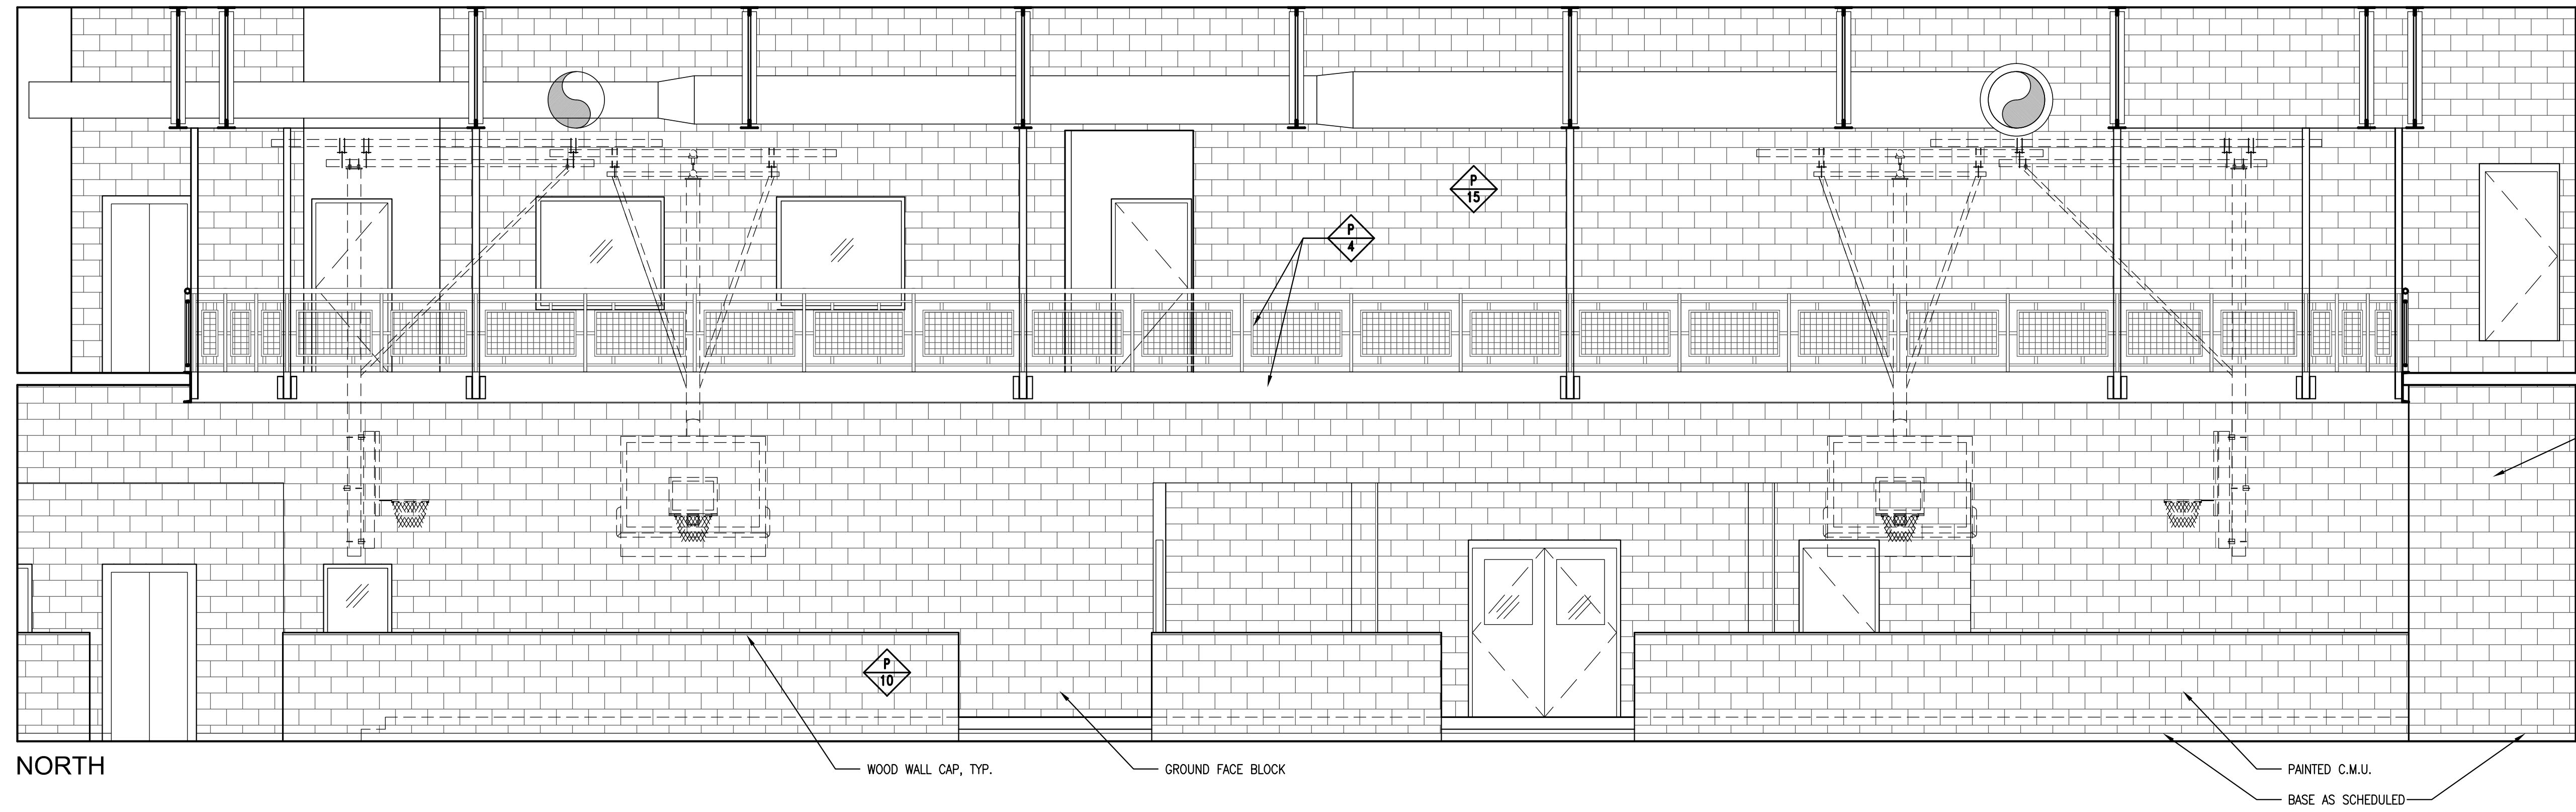 P
15
P
4
P
10
NORTH
WOOD WALL CAP, TYP.
GROUND FACE BLOCK
PAINTED C.M.U.
BASE AS SCHEDULED